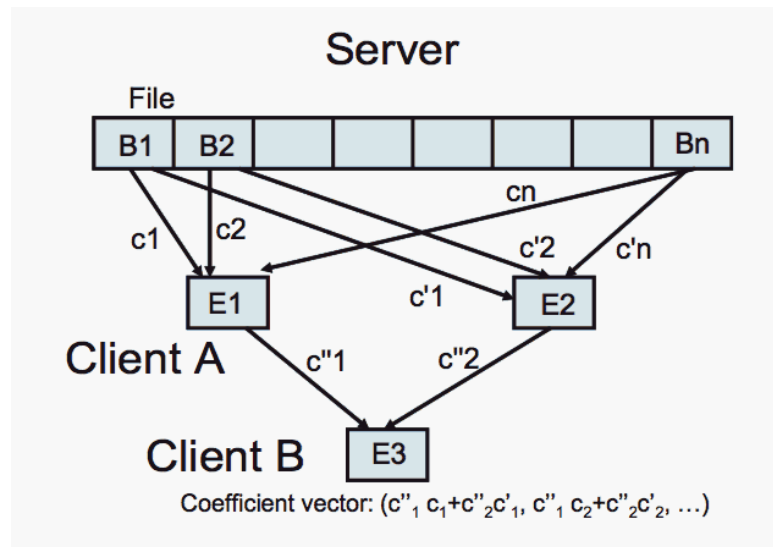 Server
File
B1 B2 Bn
cn
c1 c2 c'2 c'n
E1 c'1 E2
Client A c"1 c"2
Client B E3
Coefficient vector: (c”₁ c₁+c”₂c’₁, c”₁ c₂+c”₂c’₂, …)